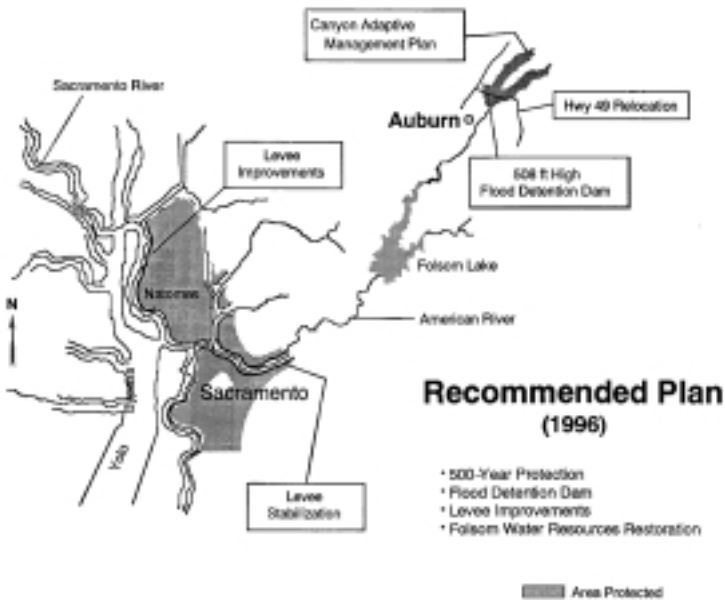 Canyon Adaptive
Management Plan
Sacramento River
Hwy 49 Relocation
Auburn
Levee
Improvements
508 ft High
Flood Detention Dam
Folsom Lake
Natomas
N
American River
Recommended Plan
(1996)
Sacramento
Yolo
• 500-Year Protection
• Flood Detention Dam
• Levee Improvements
• Folsom Water Resources Restoration
Levee
Stabilization
Area Protected